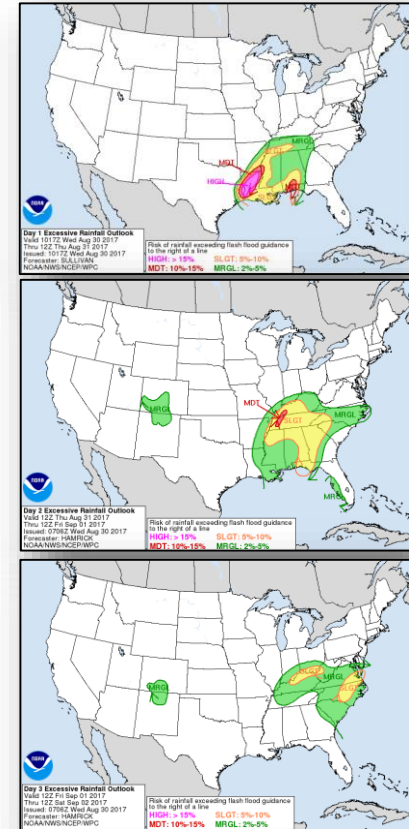 MRGL
MDT
SLGT
HIGH
MDT
NOAA
Day 1 Excessive Rainfall Outlook
Valid 1017Z Wed Aug 30 2017
Thru 12Z Thu Aug 31 2017
Issued: 1017Z Wed Aug 30 2017
Forecaster: SULLIVAN
NOAA/NWS/NCEP/WPC
Risk of rainfall exceeding flash flood guidance
to the right of a line
HIGH: > 15% SLGT: 5%-10%
MDT: 10%-15% MRGL: 2%-5%
MRGL
MDT
MRGL
SLGT
MRGL
NOAA
Day 2 Excessive Rainfall Outlook
Valid 12Z Thu Aug 31 2017
Thru 12Z Fri Sep 01 2017
Issued: 0706Z Wed Aug 30 2017
Forecaster: HAMRICK
NOAA/NWS/NCEP/WPC
Risk of rainfall exceeding flash flood guidance
to the right of a line
HIGH: > 15% SLGT: 5%-10%
MDT: 10%-15% MRGL: 2%-5%
SLGT
MRGL
MRGL
SLGT
NOAA
Day 3 Excessive Rainfall Outlook
Valid 12Z Fri Sep 01 2017
Thru 12Z Sat Sep 02 2017
Issued: 0706Z Wed Aug 30 2017
Forecaster: HAMRICK
NOAA/NWS/NCEP/WPC
Risk of rainfall exceeding flash flood guidance
to the right of a line
HIGH: > 15% SLGT: 5%-10%
MDT: 10%-15% MRGL: 2%-5%